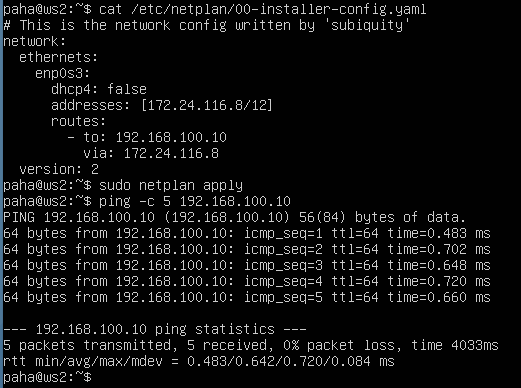 paha@ws2:~$ cat /etc/netplan/00-installer-config.yaml
# This is the network config written by 'subiquity'
network:
  ethernets:
    enp0s3:
      dhcp4: false
      addresses: [172.24.116.8/12]
      routes:
        - to: 192.168.100.10
          via: 172.24.116.8
  version: 2
paha@ws2:~$ sudo netplan apply
paha@ws2:~$ ping -c 5 192.168.100.10
PING 192.168.100.10 (192.168.100.10) 56(84) bytes of data.
64 bytes from 192.168.100.10: icmp_seq=1 ttl=64 time=0.483 ms
64 bytes from 192.168.100.10: icmp_seq=2 ttl=64 time=0.702 ms
64 bytes from 192.168.100.10: icmp_seq=3 ttl=64 time=0.648 ms
64 bytes from 192.168.100.10: icmp_seq=4 ttl=64 time=0.720 ms
64 bytes from 192.168.100.10: icmp_seq=5 ttl=64 time=0.660 ms

--- 192.168.100.10 ping statistics ---
5 packets transmitted, 5 received, 0% packet loss, time 4033ms
rtt min/avg/max/mdev = 0.483/0.642/0.720/0.084 ms
paha@ws2:~$